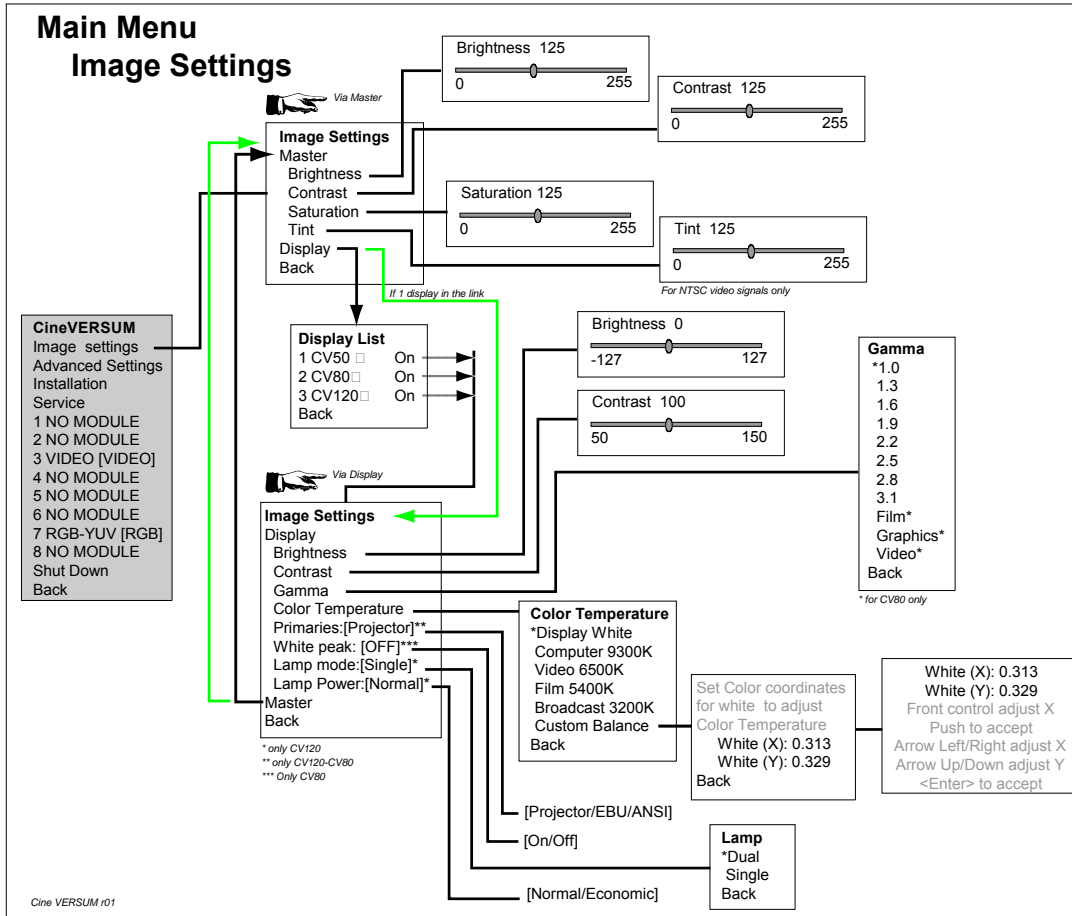 Main Menu
Image Settings
Brightness 125
0 255
Contrast 125
0 255
Via Master
Image Settings
Master
Brightness
Contrast
Saturation
Tint
Display
Back
Saturation 125
0 255
Tint 125
0 255
For NTSC video signals only
If 1 display in the link
CineVERSUM
Image settings
Advanced Settings
Installation
Service
1 NO MODULE
2 NO MODULE
3 VIDEO [VIDEO]
4 NO MODULE
5 NO MODULE
6 NO MODULE
7 RGB-YUV [RGB]
8 NO MODULE
Shut Down
Back
Display List
1 CV50 □ On
2 CV80□ On
3 CV120□ On
Back
Brightness 0
-127 127
Contrast 100
50 150
Gamma
*1.0
1.3
1.6
1.9
2.2
2.5
2.8
3.1
Film*
Graphics*
Video*
Back
* for CV80 only
Via Display
Image Settings
Display
Brightness
Contrast
Gamma
Color Temperature
Primaries:[Projector]**
White peak: [OFF]***
Lamp mode:[Single]*
Lamp Power:[Normal]*
Master
Back
* only CV120
** only CV120-CV80
*** Only CV80
Color Temperature
*Display White
Computer 9300K
Video 6500K
Film 5400K
Broadcast 3200K
Custom Balance
Back
Set Color coordinates
for white to adjust
Color Temperature
White (X): 0.313
White (Y): 0.329
Back
White (X): 0.313
White (Y): 0.329
Front control adjust X
Push to accept
Arrow Left/Right adjust X
Arrow Up/Down adjust Y
<Enter> to accept
[Projector/EBU/ANSI]
[On/Off]
Lamp
*Dual
Single
Back
[Normal/Economic]
Cine VERSUM r01